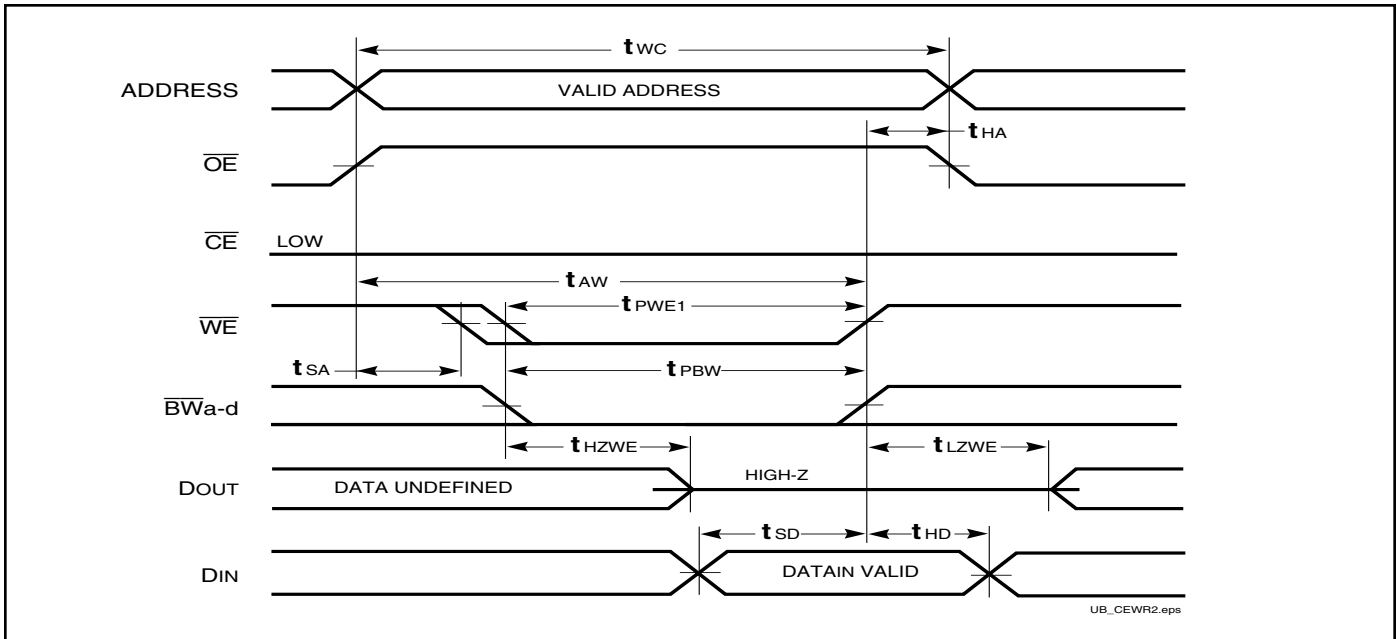 tWC
ADDRESS
VALID ADDRESS
tHA
OE
CE
LOW
tAW
tPWE1
WE
tSA
tPBW
BWa-d
tHZWE
tLZWE
DOUT
DATA UNDEFINED
HIGH-Z
tSD
tHD
DIN
DATAIN VALID
UB_CEWR2.eps